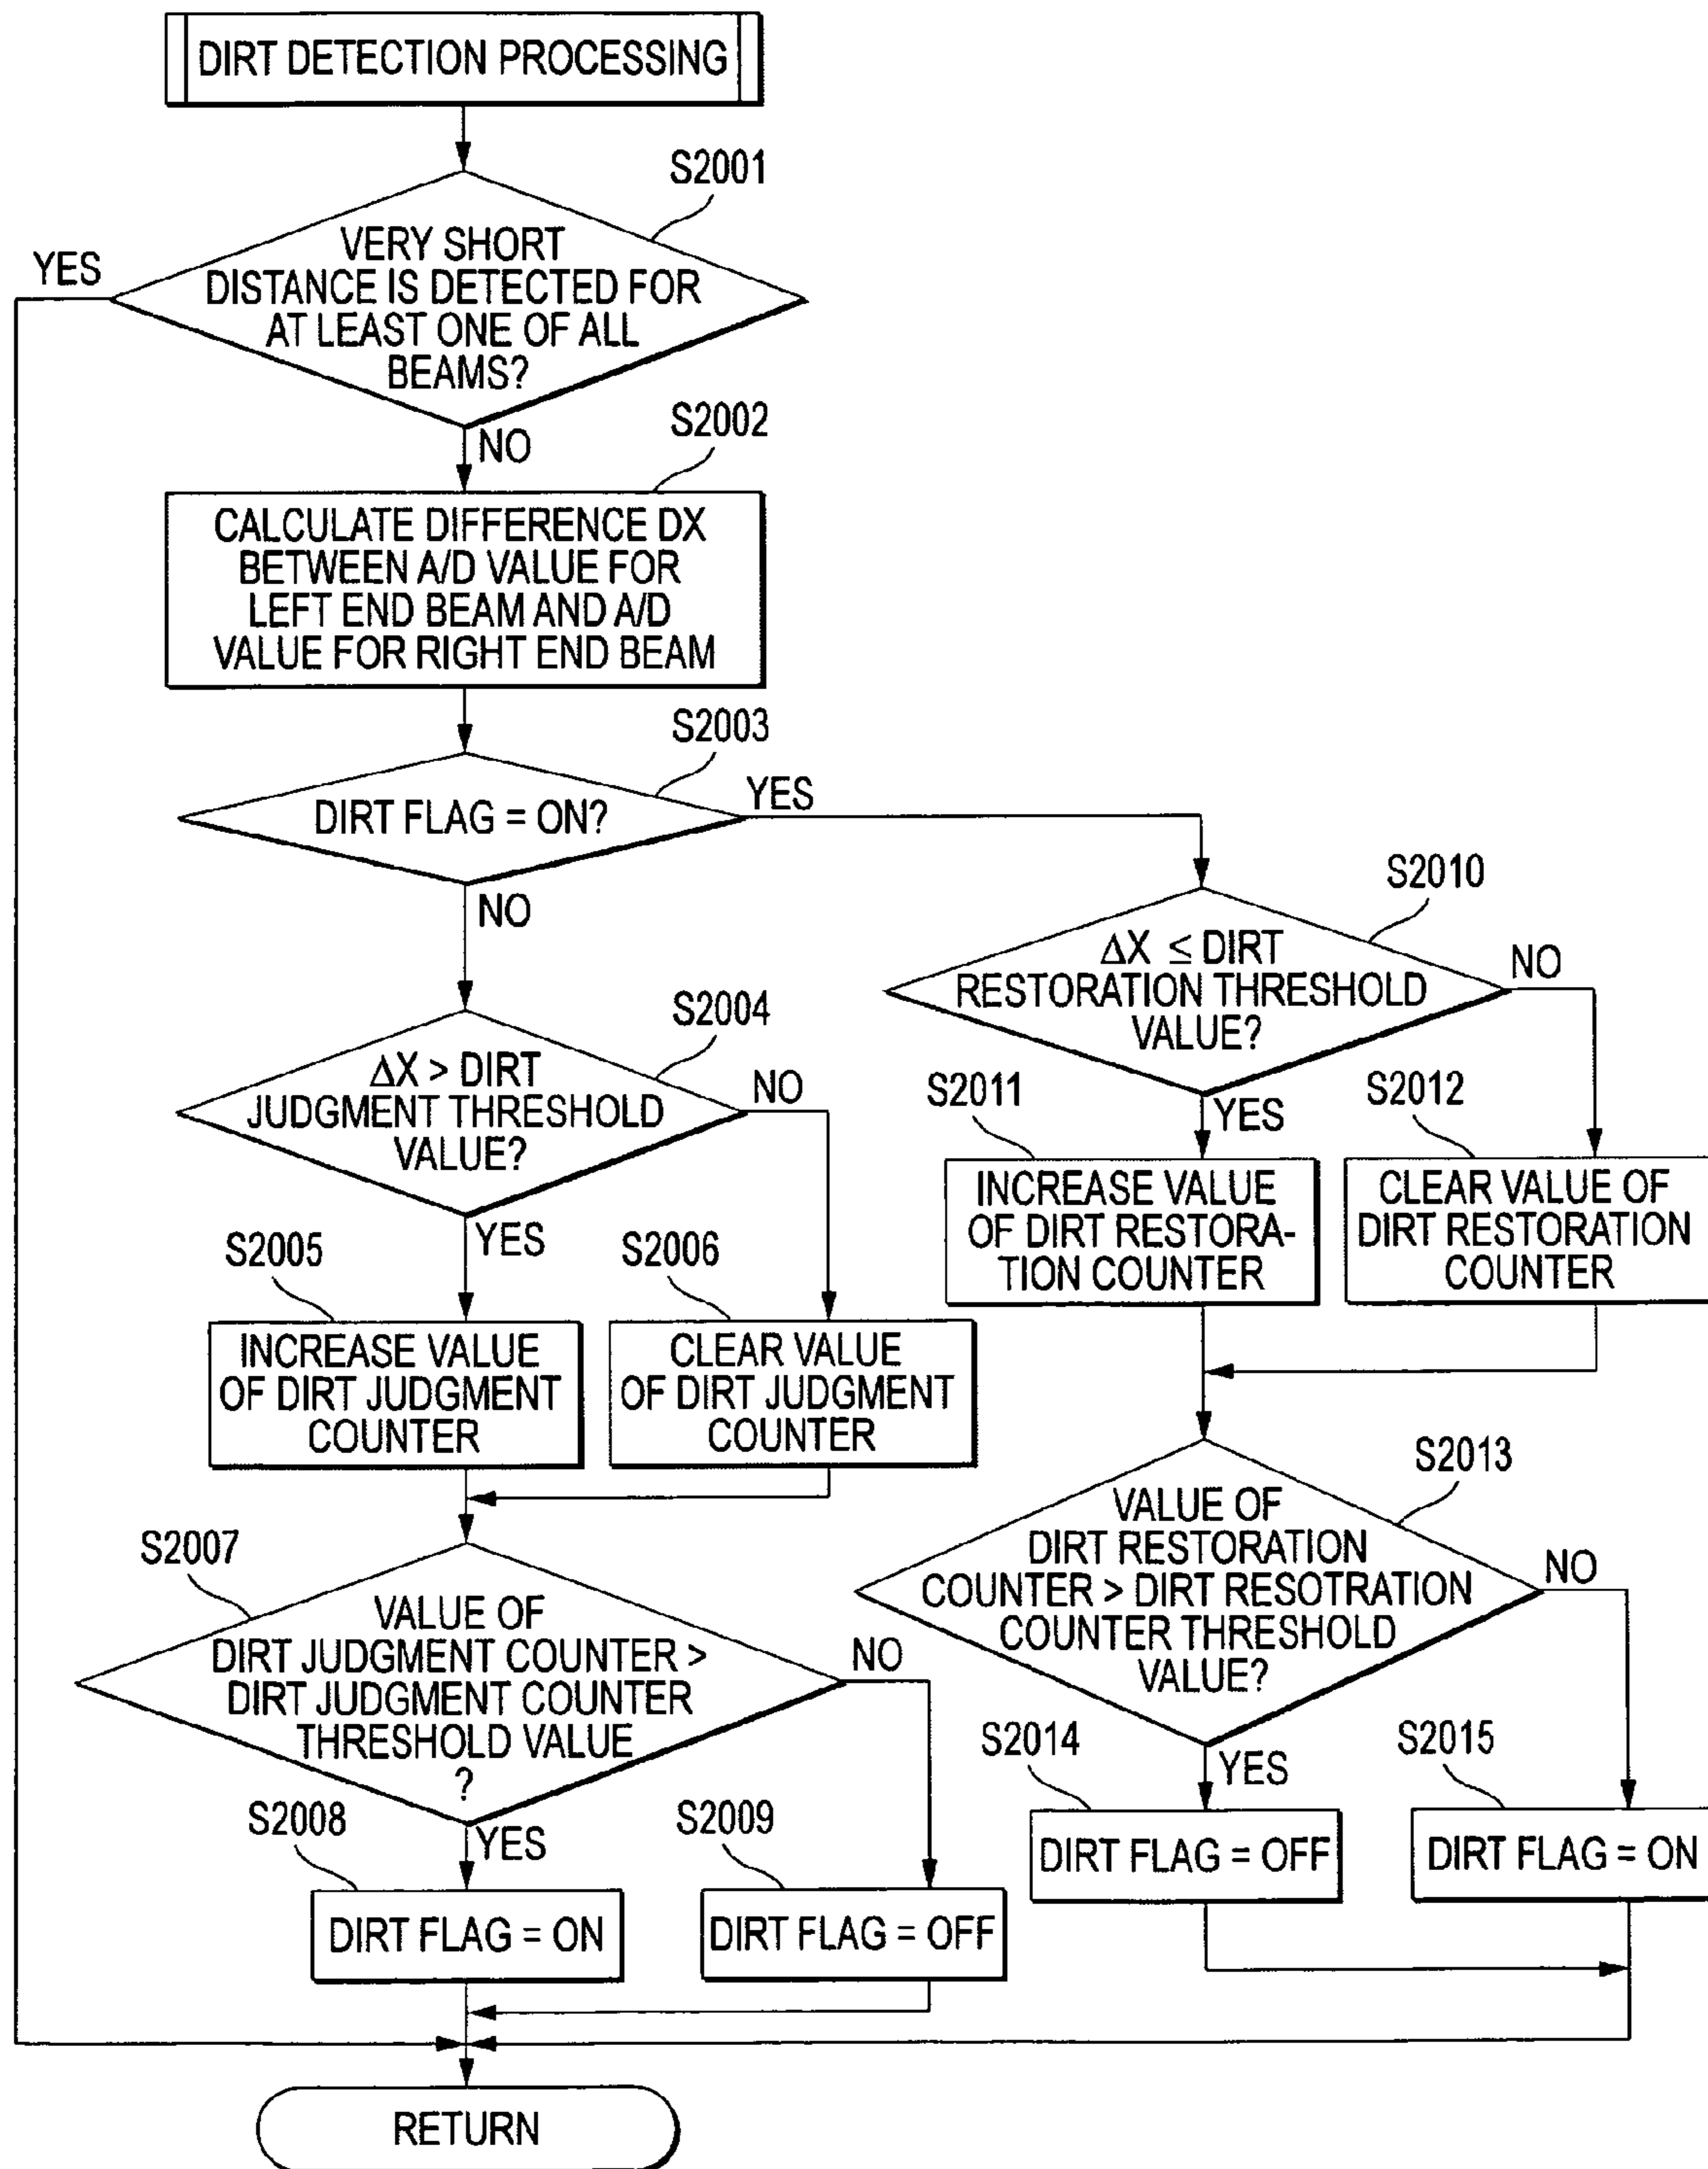 DIRT DETECTION PROCESSING
S2001
VERY SHORT
DISTANCE IS DETECTED FOR
AT LEAST ONE OF ALL
BEAMS?
YES
NO
S2002
CALCULATE DIFFERENCE DX
BETWEEN A/D VALUE FOR
LEFT END BEAM AND A/D
VALUE FOR RIGHT END BEAM
S2003
DIRT FLAG = ON?
YES
NO
S2004
ΔX > DIRT
JUDGMENT THRESHOLD
VALUE?
NO
YES
S2005
INCREASE VALUE
OF DIRT JUDGMENT
COUNTER
S2006
CLEAR VALUE
OF DIRT JUDGMENT
COUNTER
S2007
VALUE OF
DIRT JUDGMENT COUNTER >
DIRT JUDGMENT COUNTER
THRESHOLD VALUE
?
NO
YES
S2008
DIRT FLAG = ON
S2009
DIRT FLAG = OFF
S2010
ΔX ≤ DIRT
RESTORATION THRESHOLD
VALUE?
NO
YES
S2011
INCREASE VALUE
OF DIRT RESTORA-
TION COUNTER
S2012
CLEAR VALUE OF
DIRT RESTORATION
COUNTER
S2013
VALUE OF
DIRT RESTORATION
COUNTER > DIRT RESOTRATION
COUNTER THRESHOLD
VALUE?
NO
YES
S2014
DIRT FLAG = OFF
S2015
DIRT FLAG = ON
RETURN